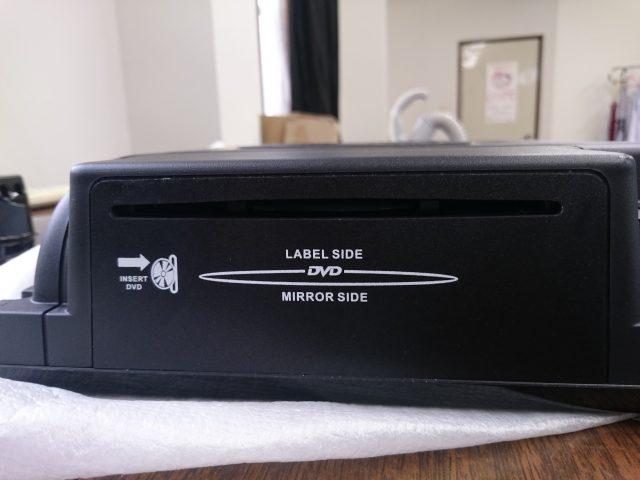 LABEL SIDE
DVD
MIRROR SIDE
INSERT
DVD